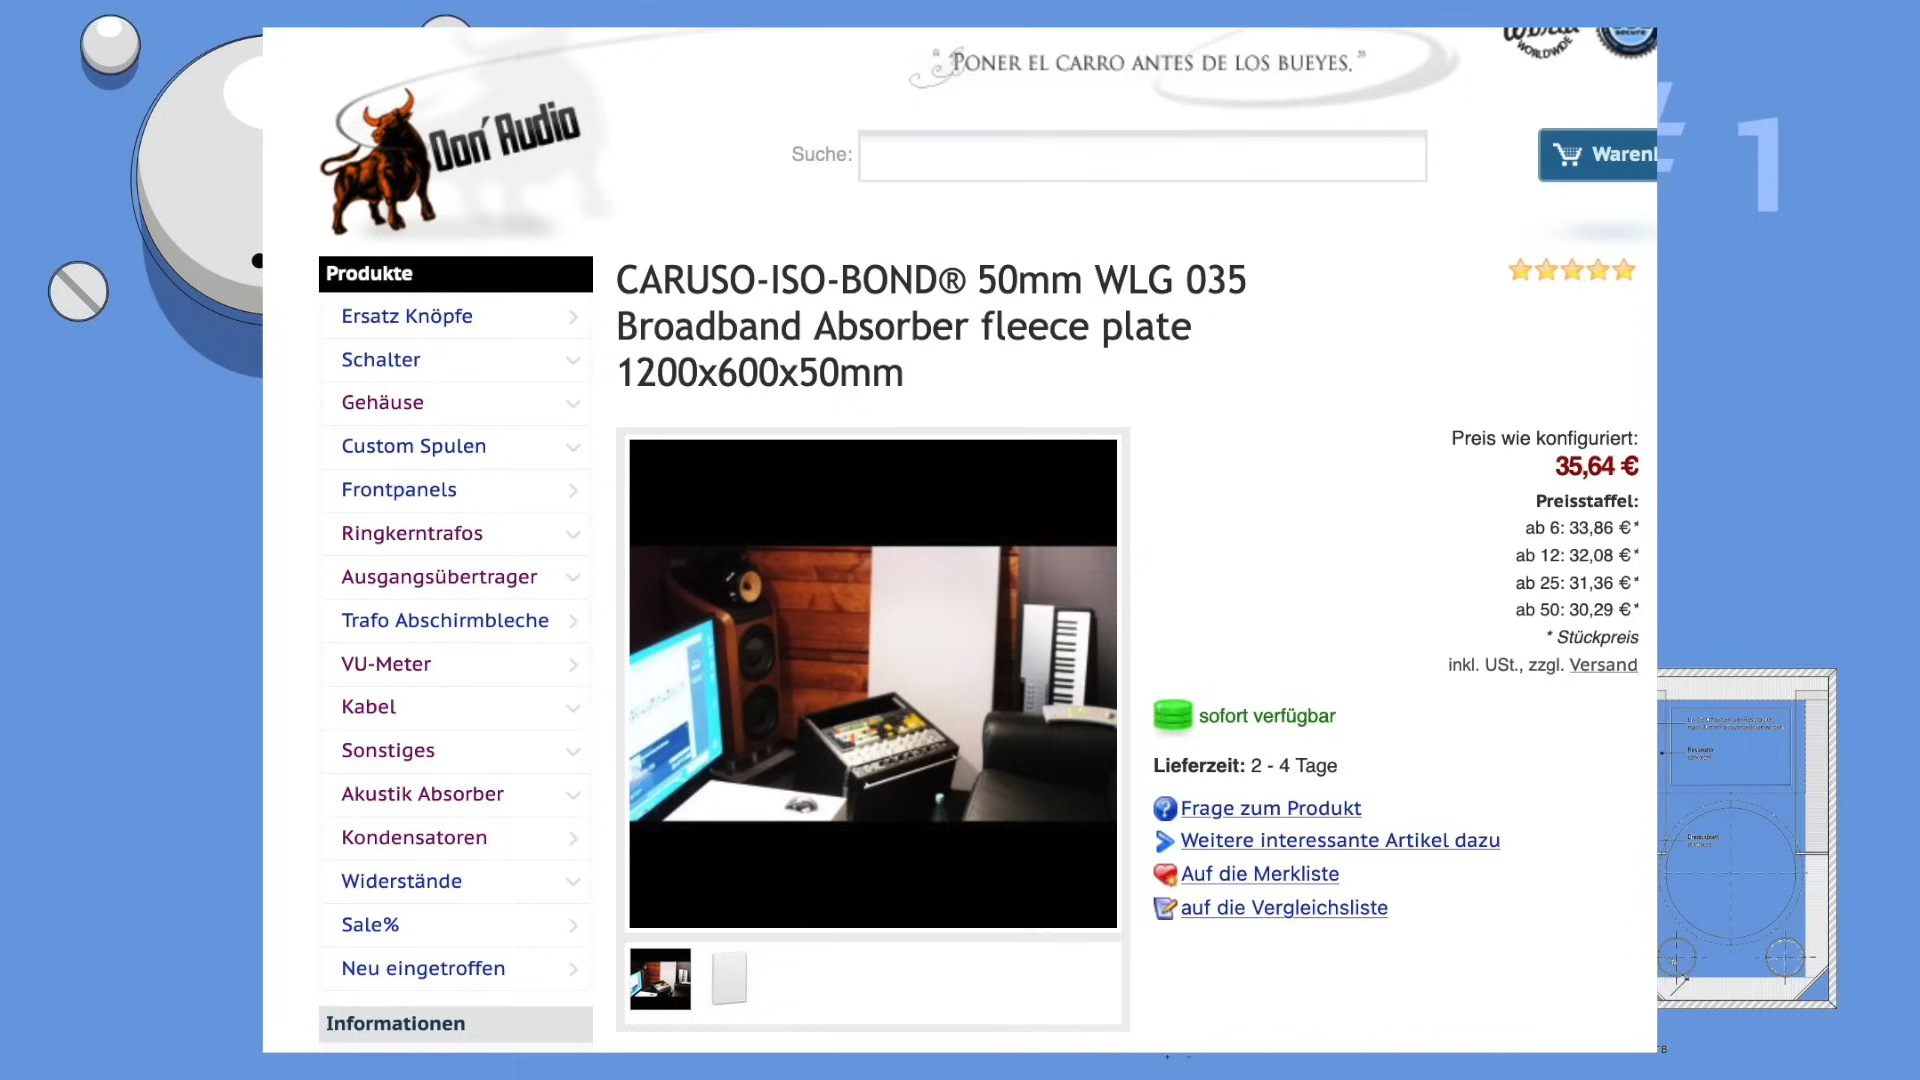 "PONER EL CARRO ANTES DE LOS BUEYES."
WORLDWIDE
SECURE
Don' Audio
Suche:
# 1
Produkte
Ersatz Knöpfe
Schalter
Gehäuse
Custom Spulen
Frontpanels
Ringkerntrafos
Ausgangsübertrager
Trafo Abschirmbleche
VU-Meter
Kabel
Sonstiges
Akustik Absorber
Kondensatoren
Widerstände
Sale%
Neu eingetroffen
Informationen
CARUSO-ISO-BOND® 50mm WLG 035
Broadband Absorber fleece plate
1200x600x50mm
Preis wie konfiguriert:
35,64 €
Preisstaffel:
ab 6: 33,86 €*
ab 12: 32,08 €*
ab 25: 31,36 €*
ab 50: 30,29 €*
* Stückpreis
inkl. USt., zzgl. Versand
sofort verfügbar
Lieferzeit: 2 - 4 Tage
Frage zum Produkt
Weitere interessante Artikel dazu
Auf die Merkliste
auf die Vergleichsliste